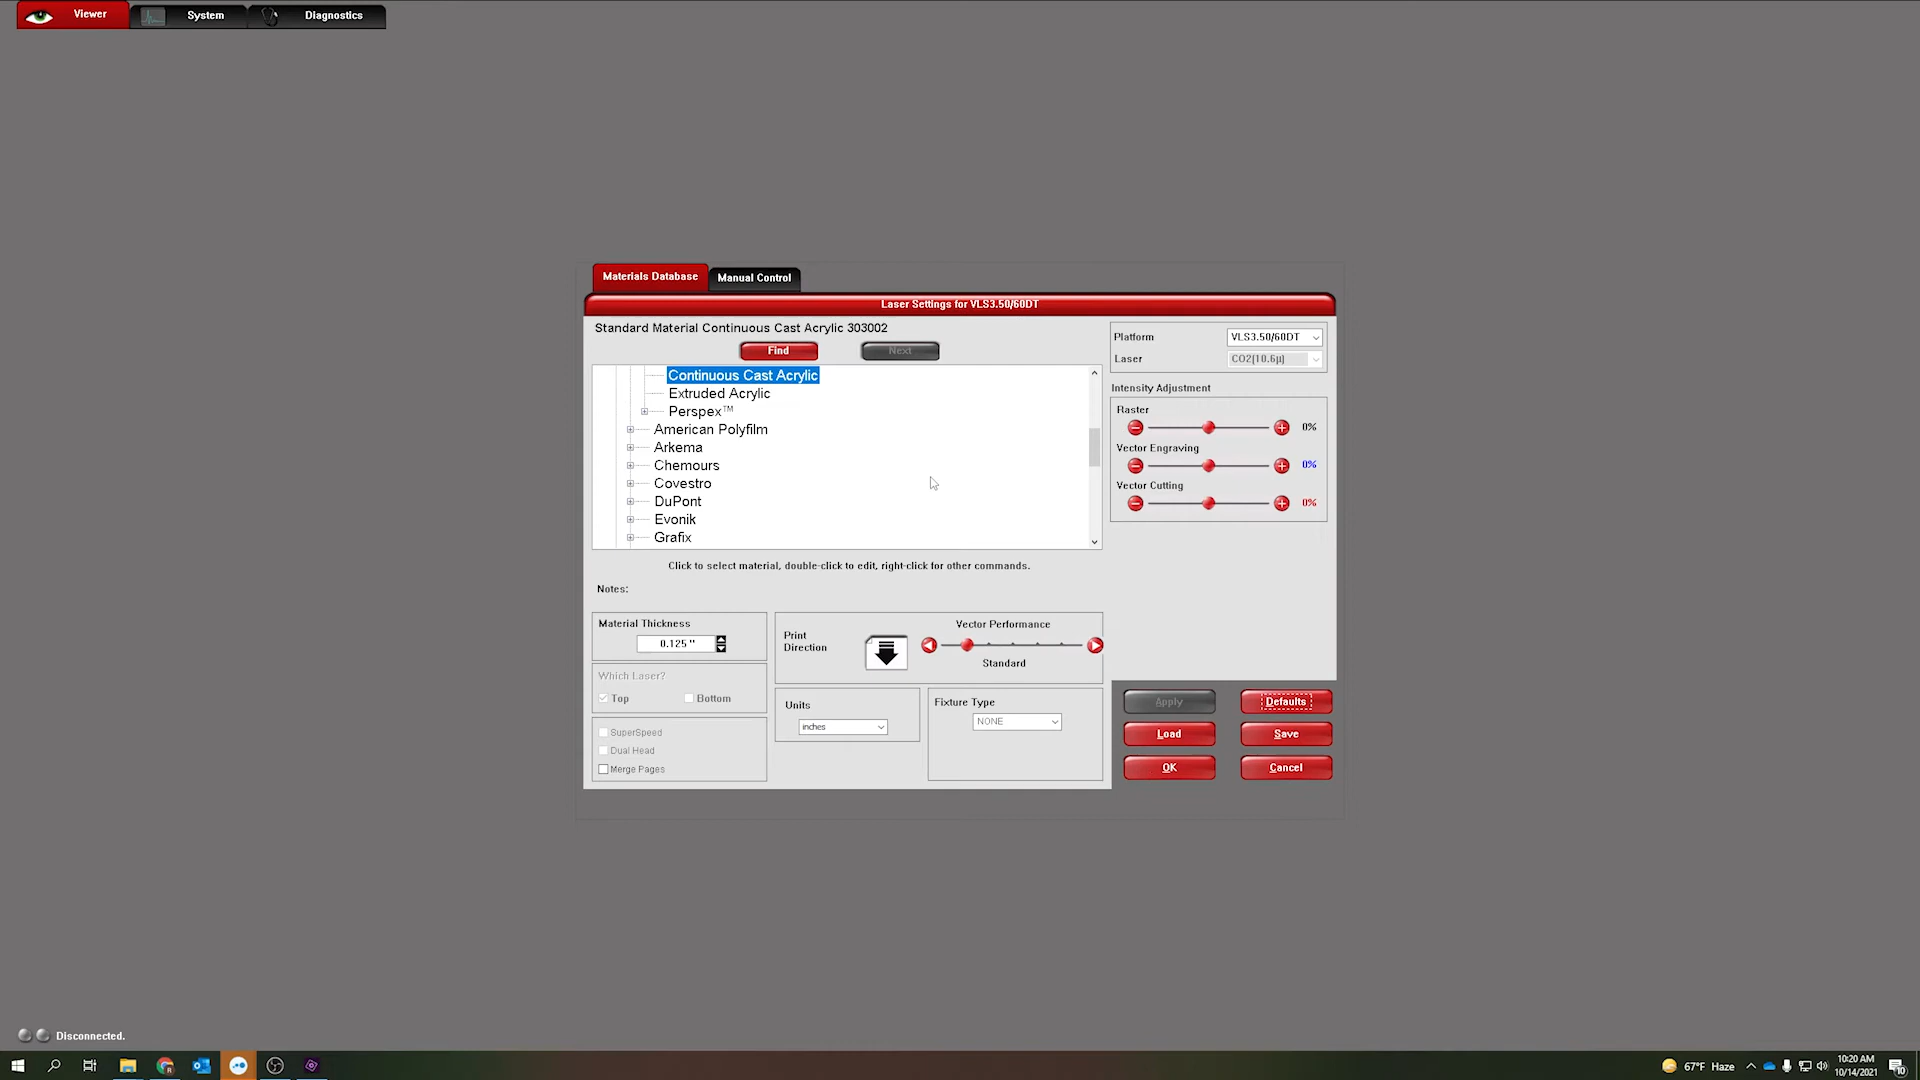 Viewer
System
Diagnostics
Materials Database
Manual Control
Laser Settings for VLS3.50/60DT
Standard Material Continuous Cast Acrylic 303002
Find
Next
Continuous Cast Acrylic
Extruded Acrylic
Perspex™
American Polyfilm
Arkema
Chemours
Covestro
DuPont
Evonik
Grafix
Click to select material, double-click to edit, right-click for other commands.
Notes:
Platform
VLS3.50/60DT
Laser
CO2(10.6µ)
Intensity Adjustment
Raster
0%
Vector Engraving
0%
Vector Cutting
0%
Material Thickness
0.125 "
Which Laser?
Top
Bottom
SuperSpeed
Dual Head
Merge Pages
Print
Direction
Vector Performance
Standard
Units
inches
Fixture Type
NONE
Apply
Defaults
Load
Save
OK
Cancel
Disconnected.
67°F Haze
10:20 AM
10/14/2021
10